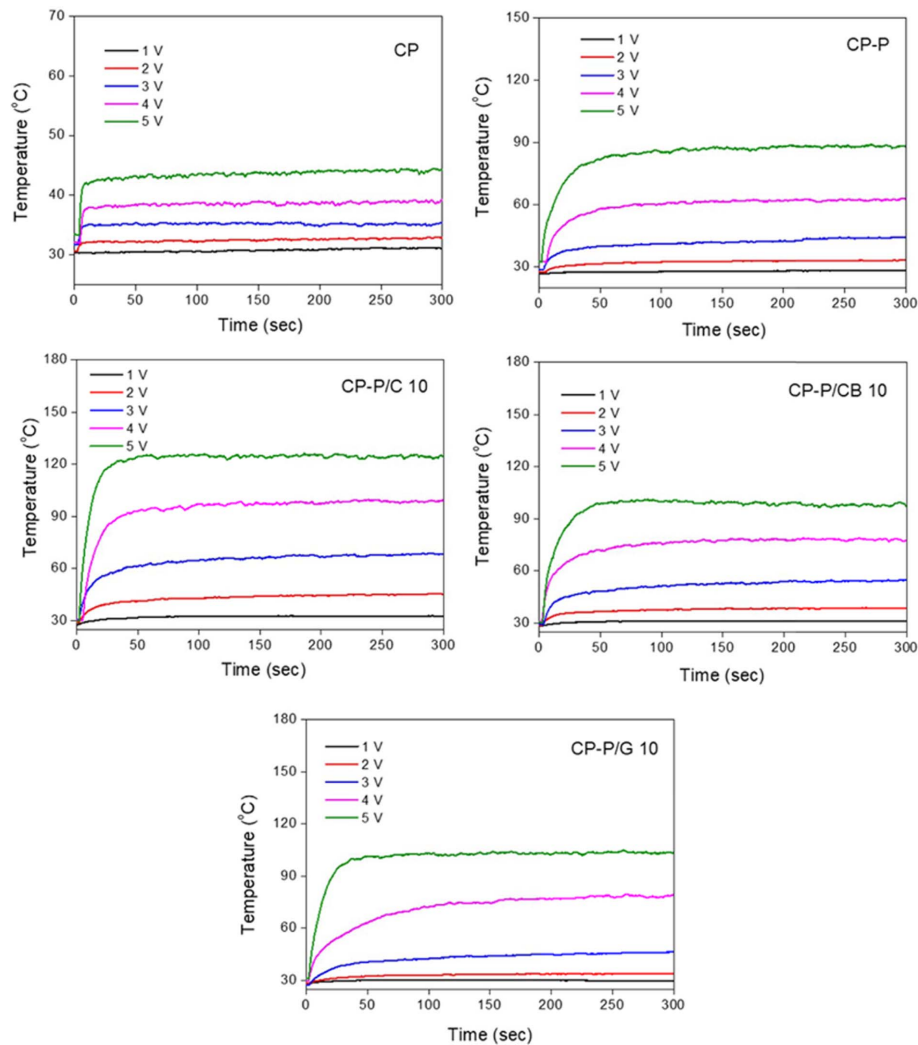 CP
1 V
2 V
3 V
4 V
5 V
70
60
50
40
30
0 50 100 150 200 250 300
Temperature (°C)
Time (sec)
CP-P
1 V
2 V
3 V
4 V
5 V
150
120
90
60
30
0 50 100 150 200 250 300
Temperature (°C)
Time (sec)
CP-P/C 10
1 V
2 V
3 V
4 V
5 V
180
150
120
90
60
30
0 50 100 150 200 250 300
Temperature (°C)
Time (sec)
CP-P/CB 10
1 V
2 V
3 V
4 V
5 V
180
150
120
90
60
30
0 50 100 150 200 250 300
Temperature (°C)
Time (sec)
CP-P/G 10
1 V
2 V
3 V
4 V
5 V
180
150
120
90
60
30
0 50 100 150 200 250 300
Temperature (°C)
Time (sec)